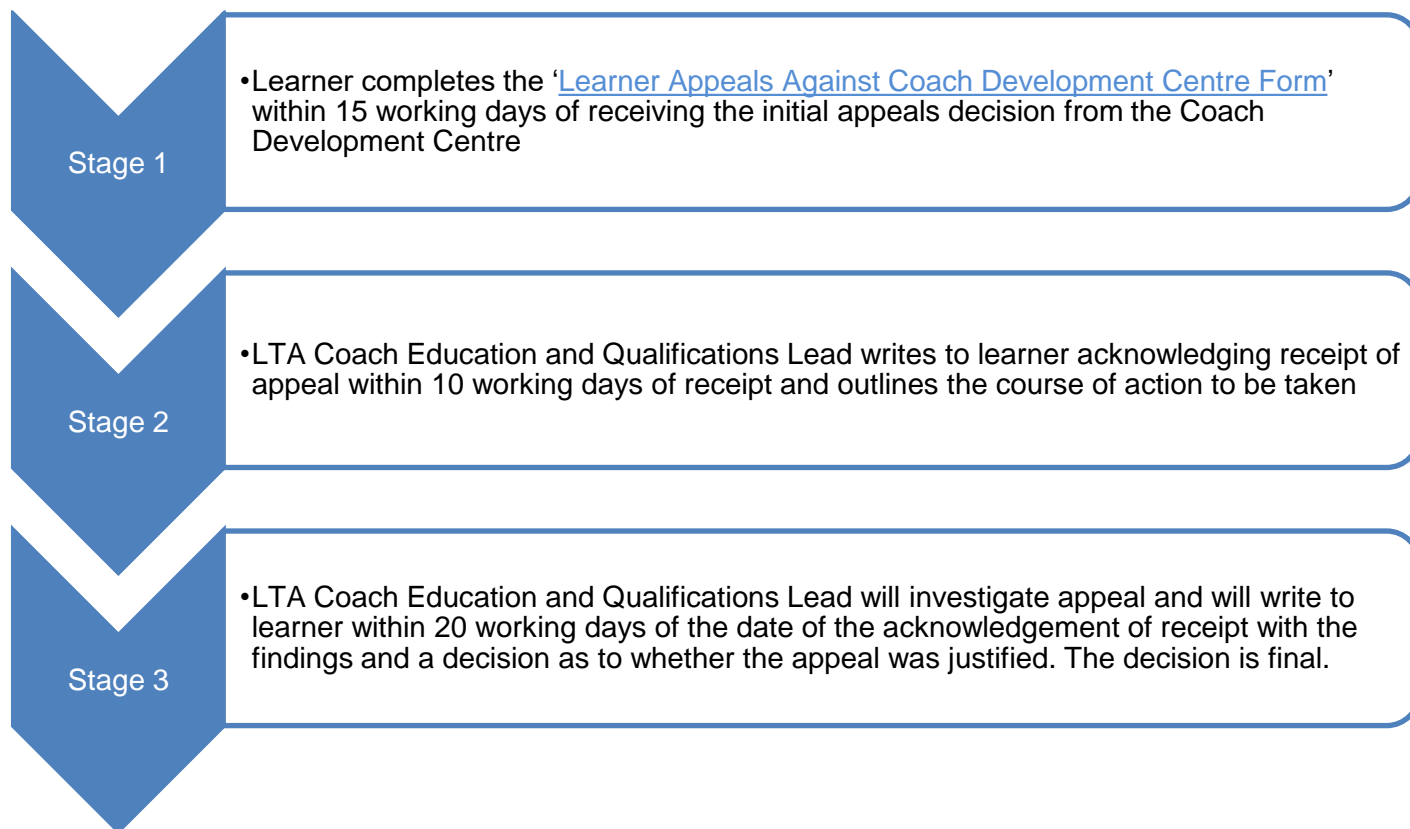 Stage 1
•Learner completes the ‘Learner Appeals Against Coach Development Centre Form’
within 15 working days of receiving the initial appeals decision from the Coach
Development Centre
Stage 2
•LTA Coach Education and Qualifications Lead writes to learner acknowledging receipt of
appeal within 10 working days of receipt and outlines the course of action to be taken
Stage 3
•LTA Coach Education and Qualifications Lead will investigate appeal and will write to
learner within 20 working days of the date of the acknowledgement of receipt with the
findings and a decision as to whether the appeal was justified. The decision is final.